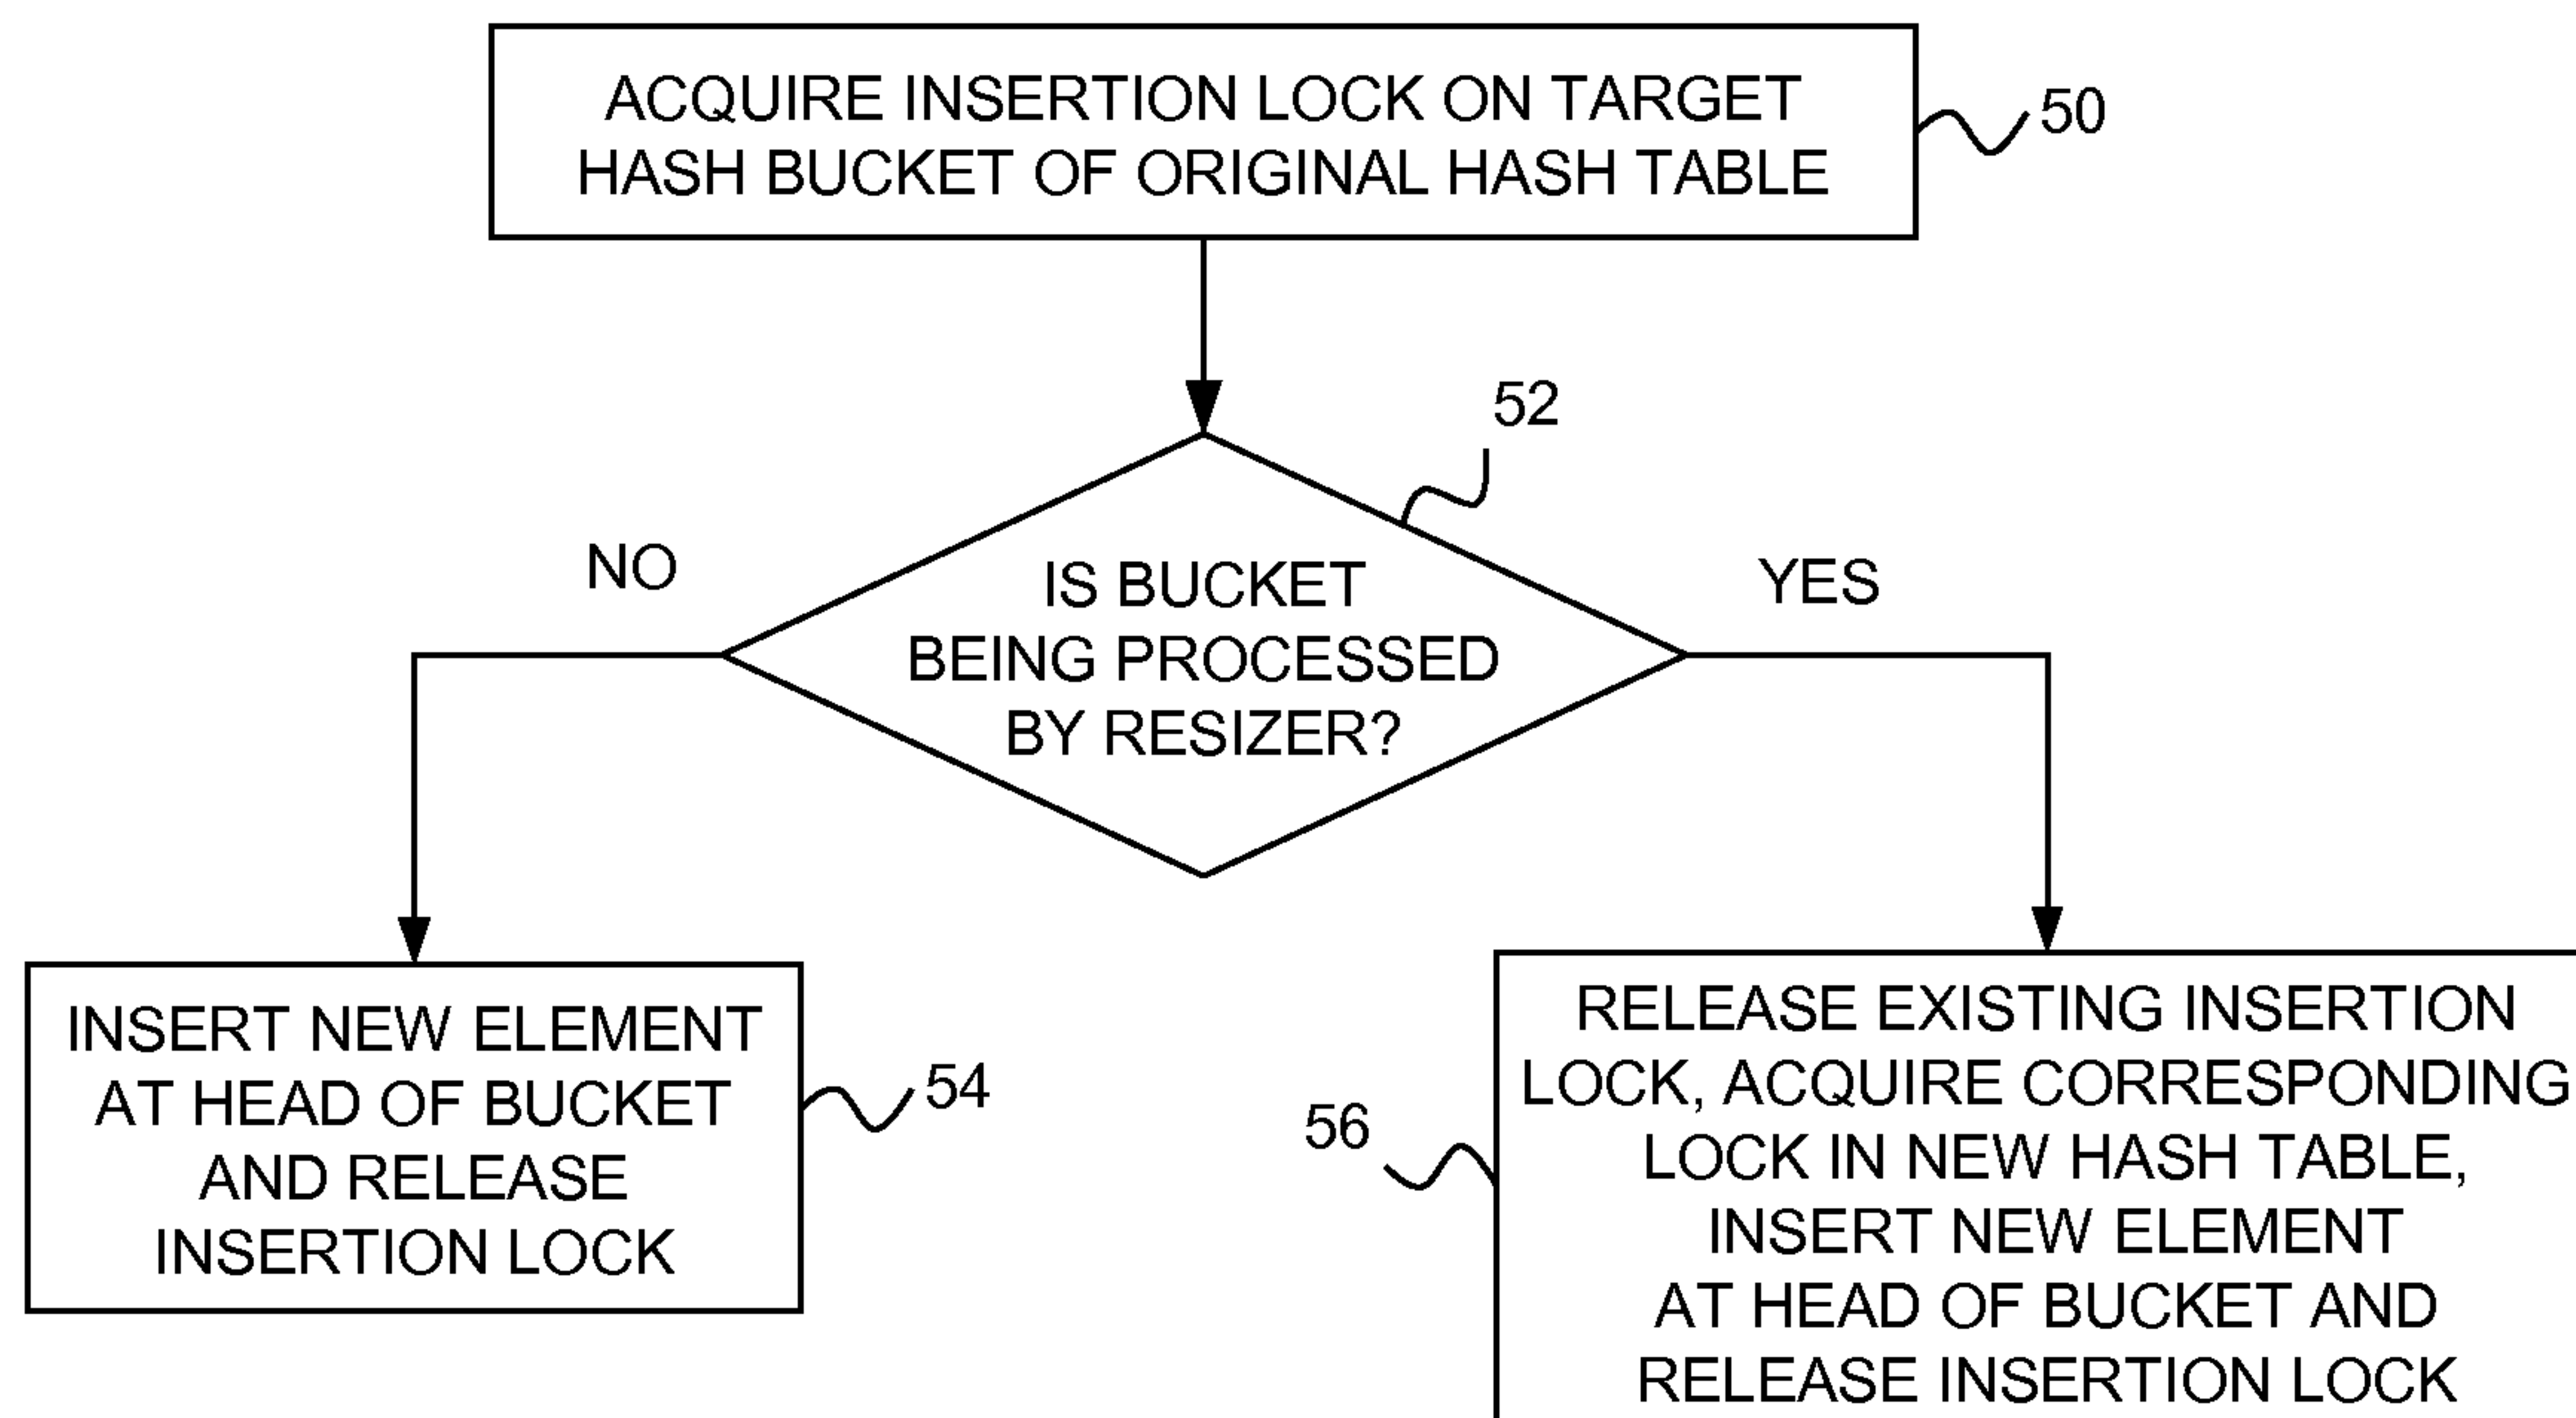 ACQUIRE INSERTION LOCK ON TARGET
HASH BUCKET OF ORIGINAL HASH TABLE
50
52
NO
YES
IS BUCKET
BEING PROCESSED
BY RESIZER?
INSERT NEW ELEMENT
AT HEAD OF BUCKET
AND RELEASE
INSERTION LOCK
54
56
RELEASE EXISTING INSERTION
LOCK, ACQUIRE CORRESPONDING
LOCK IN NEW HASH TABLE,
INSERT NEW ELEMENT
AT HEAD OF BUCKET AND
RELEASE INSERTION LOCK